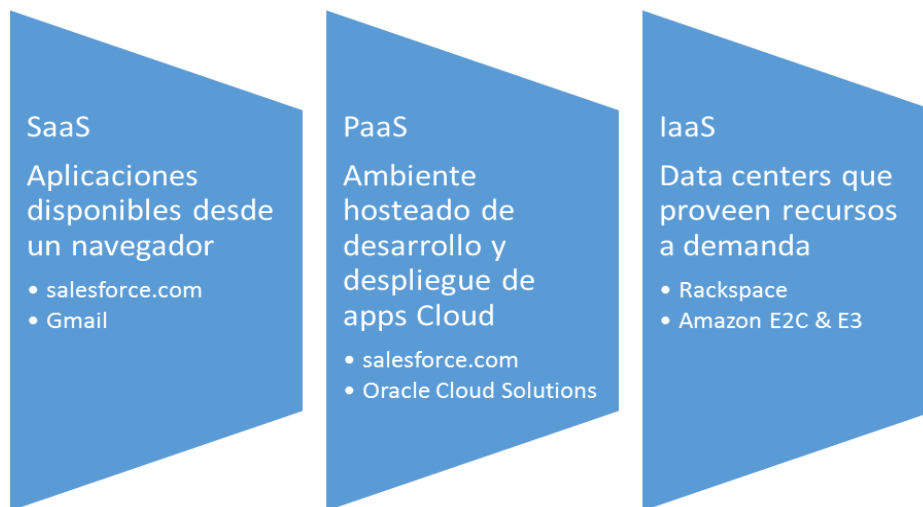 SaaS
Aplicaciones
disponibles desde
un navegador
• salesforce.com
• Gmail
PaaS
Ambiente
hosteado de
desarrollo y
despliegue de
apps Cloud
• salesforce.com
• Oracle Cloud Solutions
IaaS
Data centers que
proveen recursos
a demanda
• Rackspace
• Amazon E2C & E3